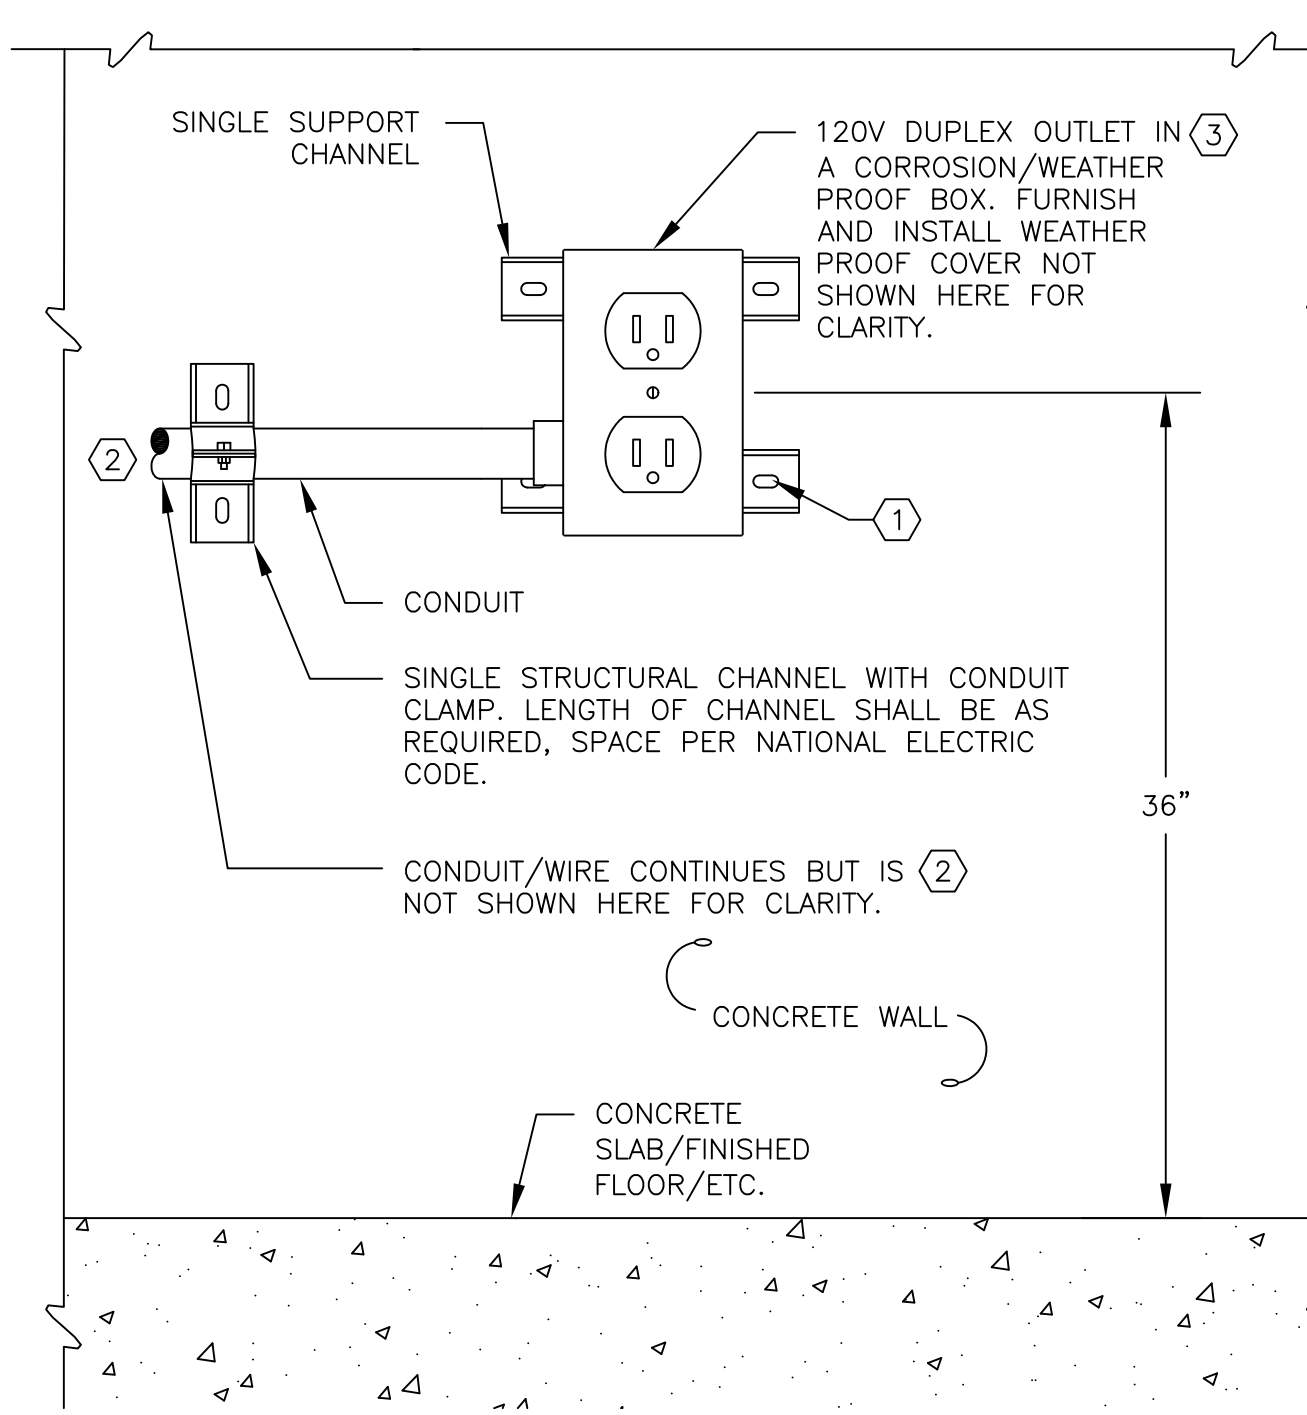 SINGLE SUPPORT
CHANNEL
120V DUPLEX OUTLET IN 3
A CORROSION/WEATHER
PROOF BOX. FURNISH
AND INSTALL WEATHER
PROOF COVER NOT
SHOWN HERE FOR
CLARITY.
2
1
CONDUIT
SINGLE STRUCTURAL CHANNEL WITH CONDUIT
CLAMP. LENGTH OF CHANNEL SHALL BE AS
REQUIRED, SPACE PER NATIONAL ELECTRIC
CODE.
36”
CONDUIT/WIRE CONTINUES BUT IS 2
NOT SHOWN HERE FOR CLARITY.
CONCRETE WALL
CONCRETE
SLAB/FINISHED
FLOOR/ETC.